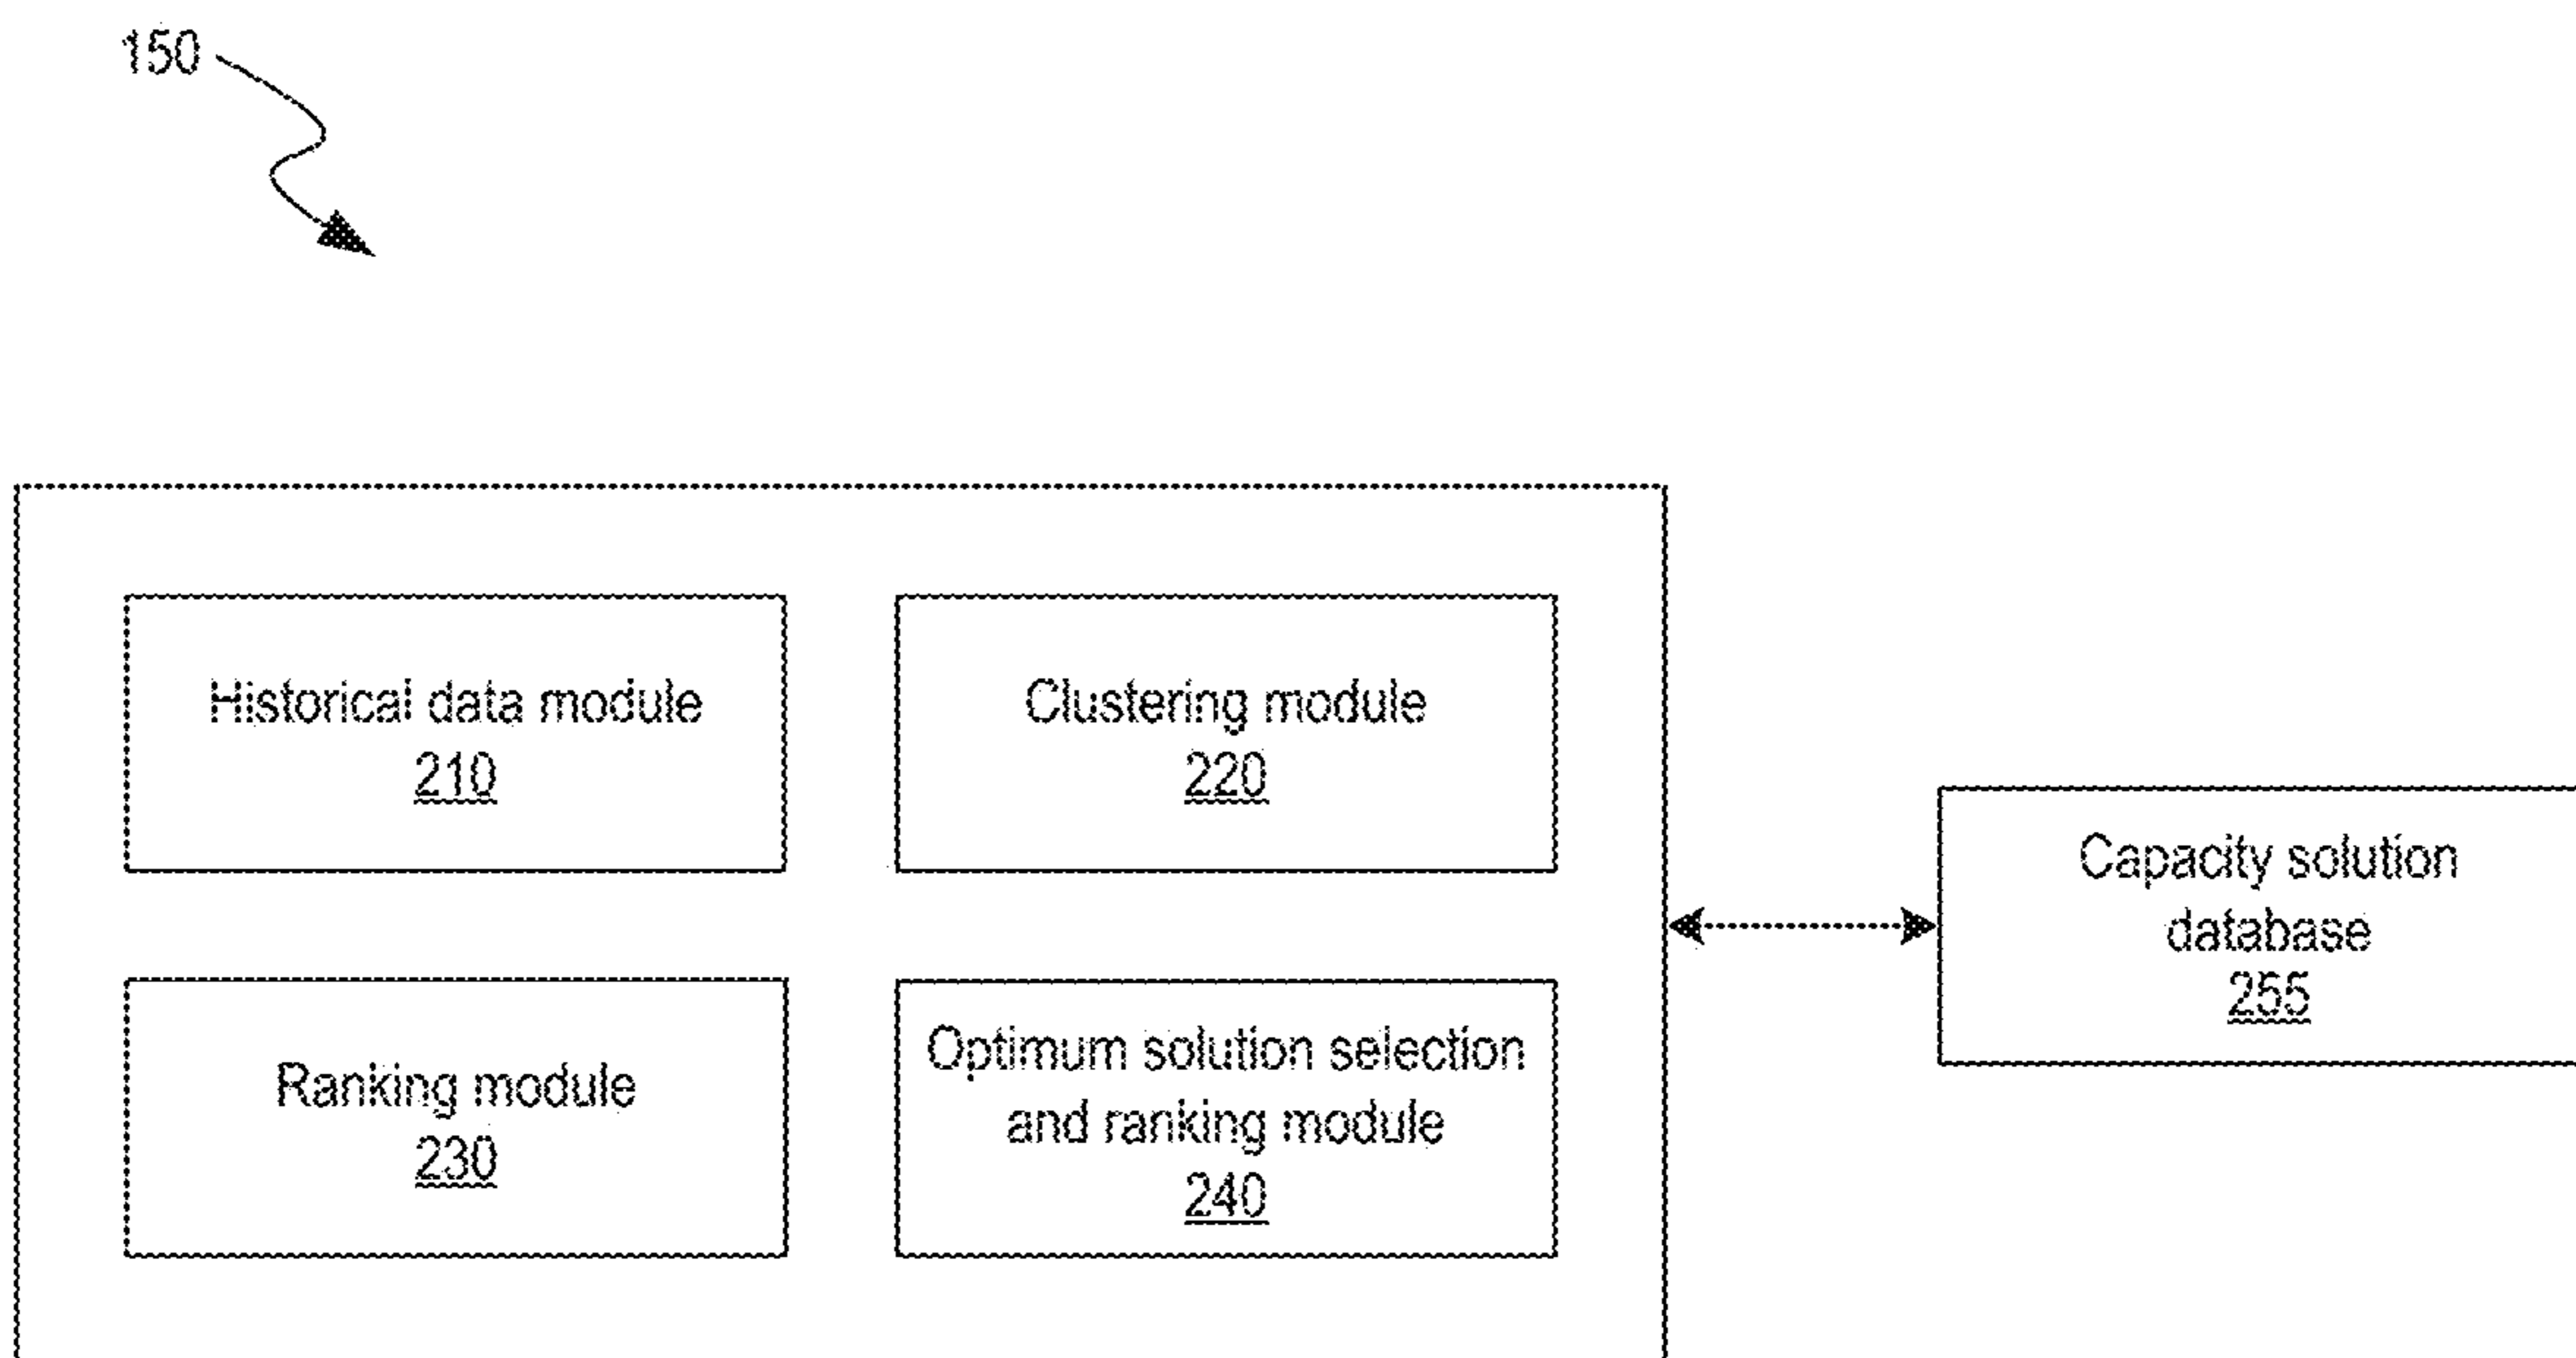 150
Historical data module
210
Clustering module
220
Capacity solution
database
255
Ranking module
230
Optimum solution selection
and ranking module
240